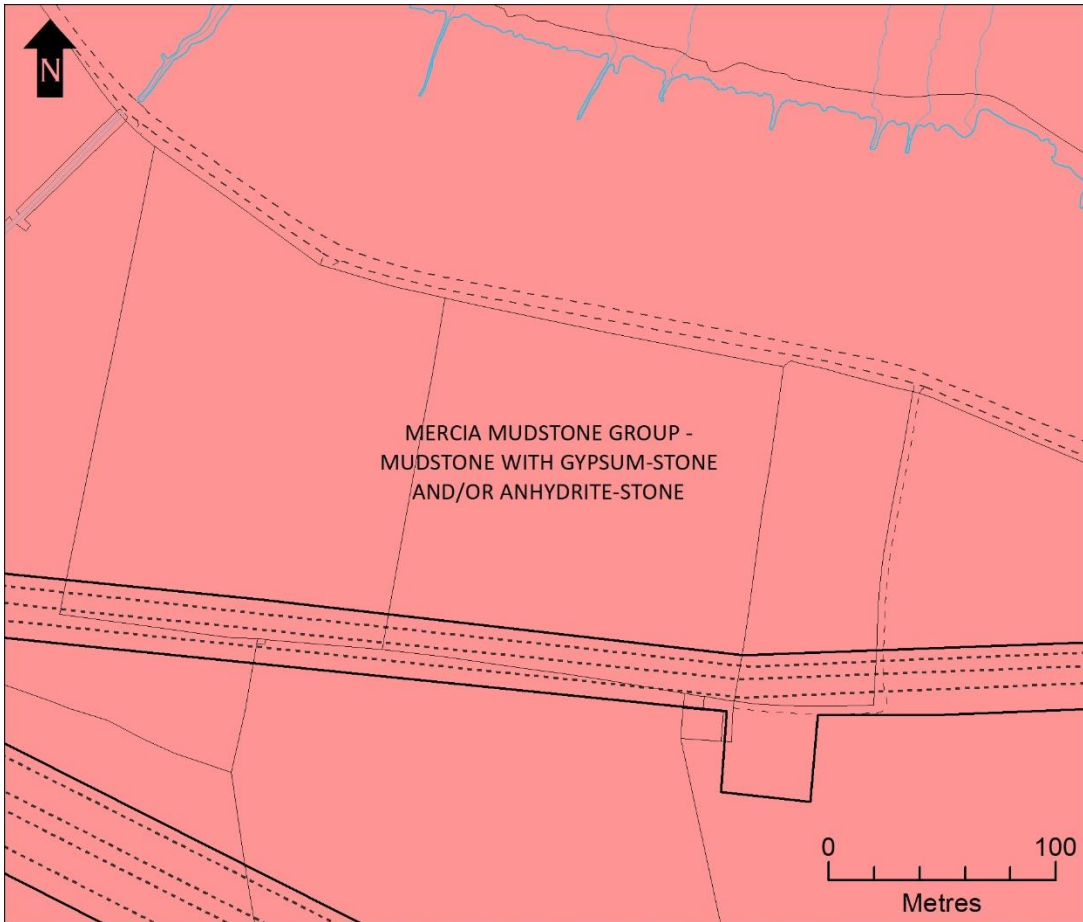 N
MERCIA MUDSTONE GROUP -
MUDSTONE WITH GYPSUM-STONE
AND/OR ANHYDRITE-STONE
0 100
Metres